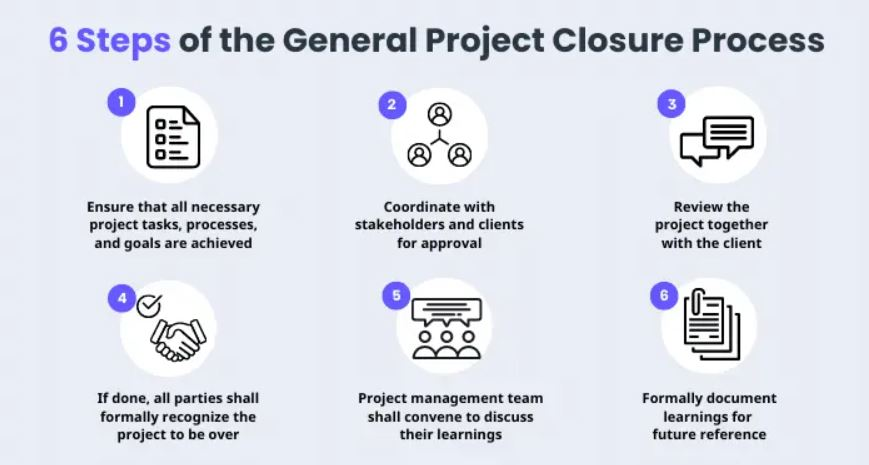 6 Steps of the General Project Closure Process
1
Ensure that all necessary
project tasks, processes,
and goals are achieved
2
Coordinate with
stakeholders and clients
for approval
3
Review the
project together
with the client
4
If done, all parties shall
formally recognize the
project to be over
5
Project management team
shall convene to discuss
their learnings
6
Formally document
learnings for
future reference